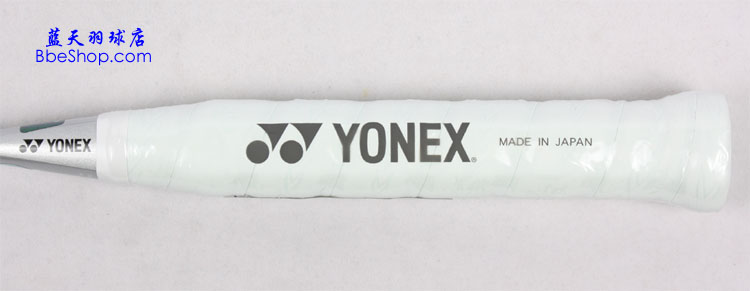 蓝天羽球店
BbeShop.com
YONEX
YONEX®
MADE IN JAPAN